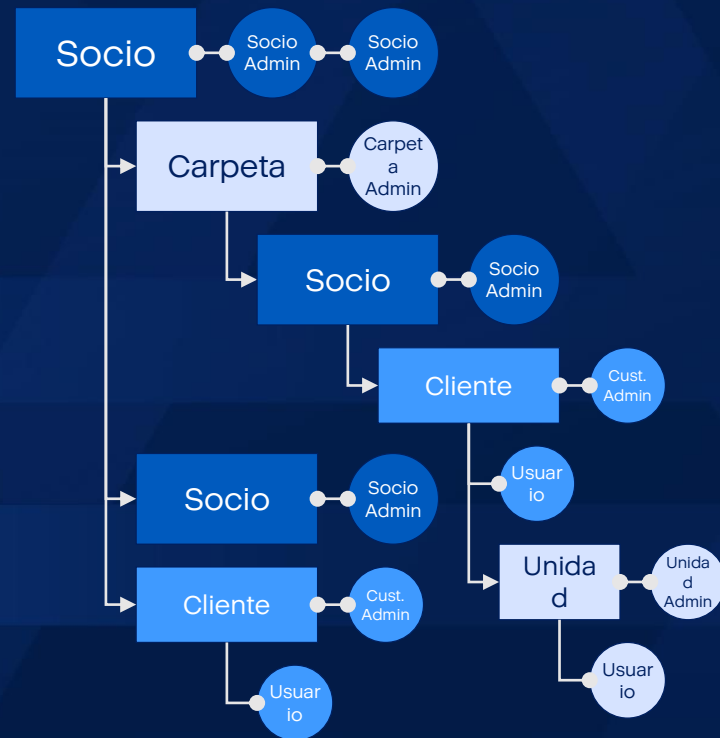 Socio
Socio
Admin
Socio
Admin
Carpeta
Carpet
a
Admin
Socio
Socio
Admin
Cliente
Cust.
Admin
Usuar
io
Socio
Socio
Admin
Unida
d
Unida
d
Admin
Cliente
Cust.
Admin
Usuar
io
Usuar
io